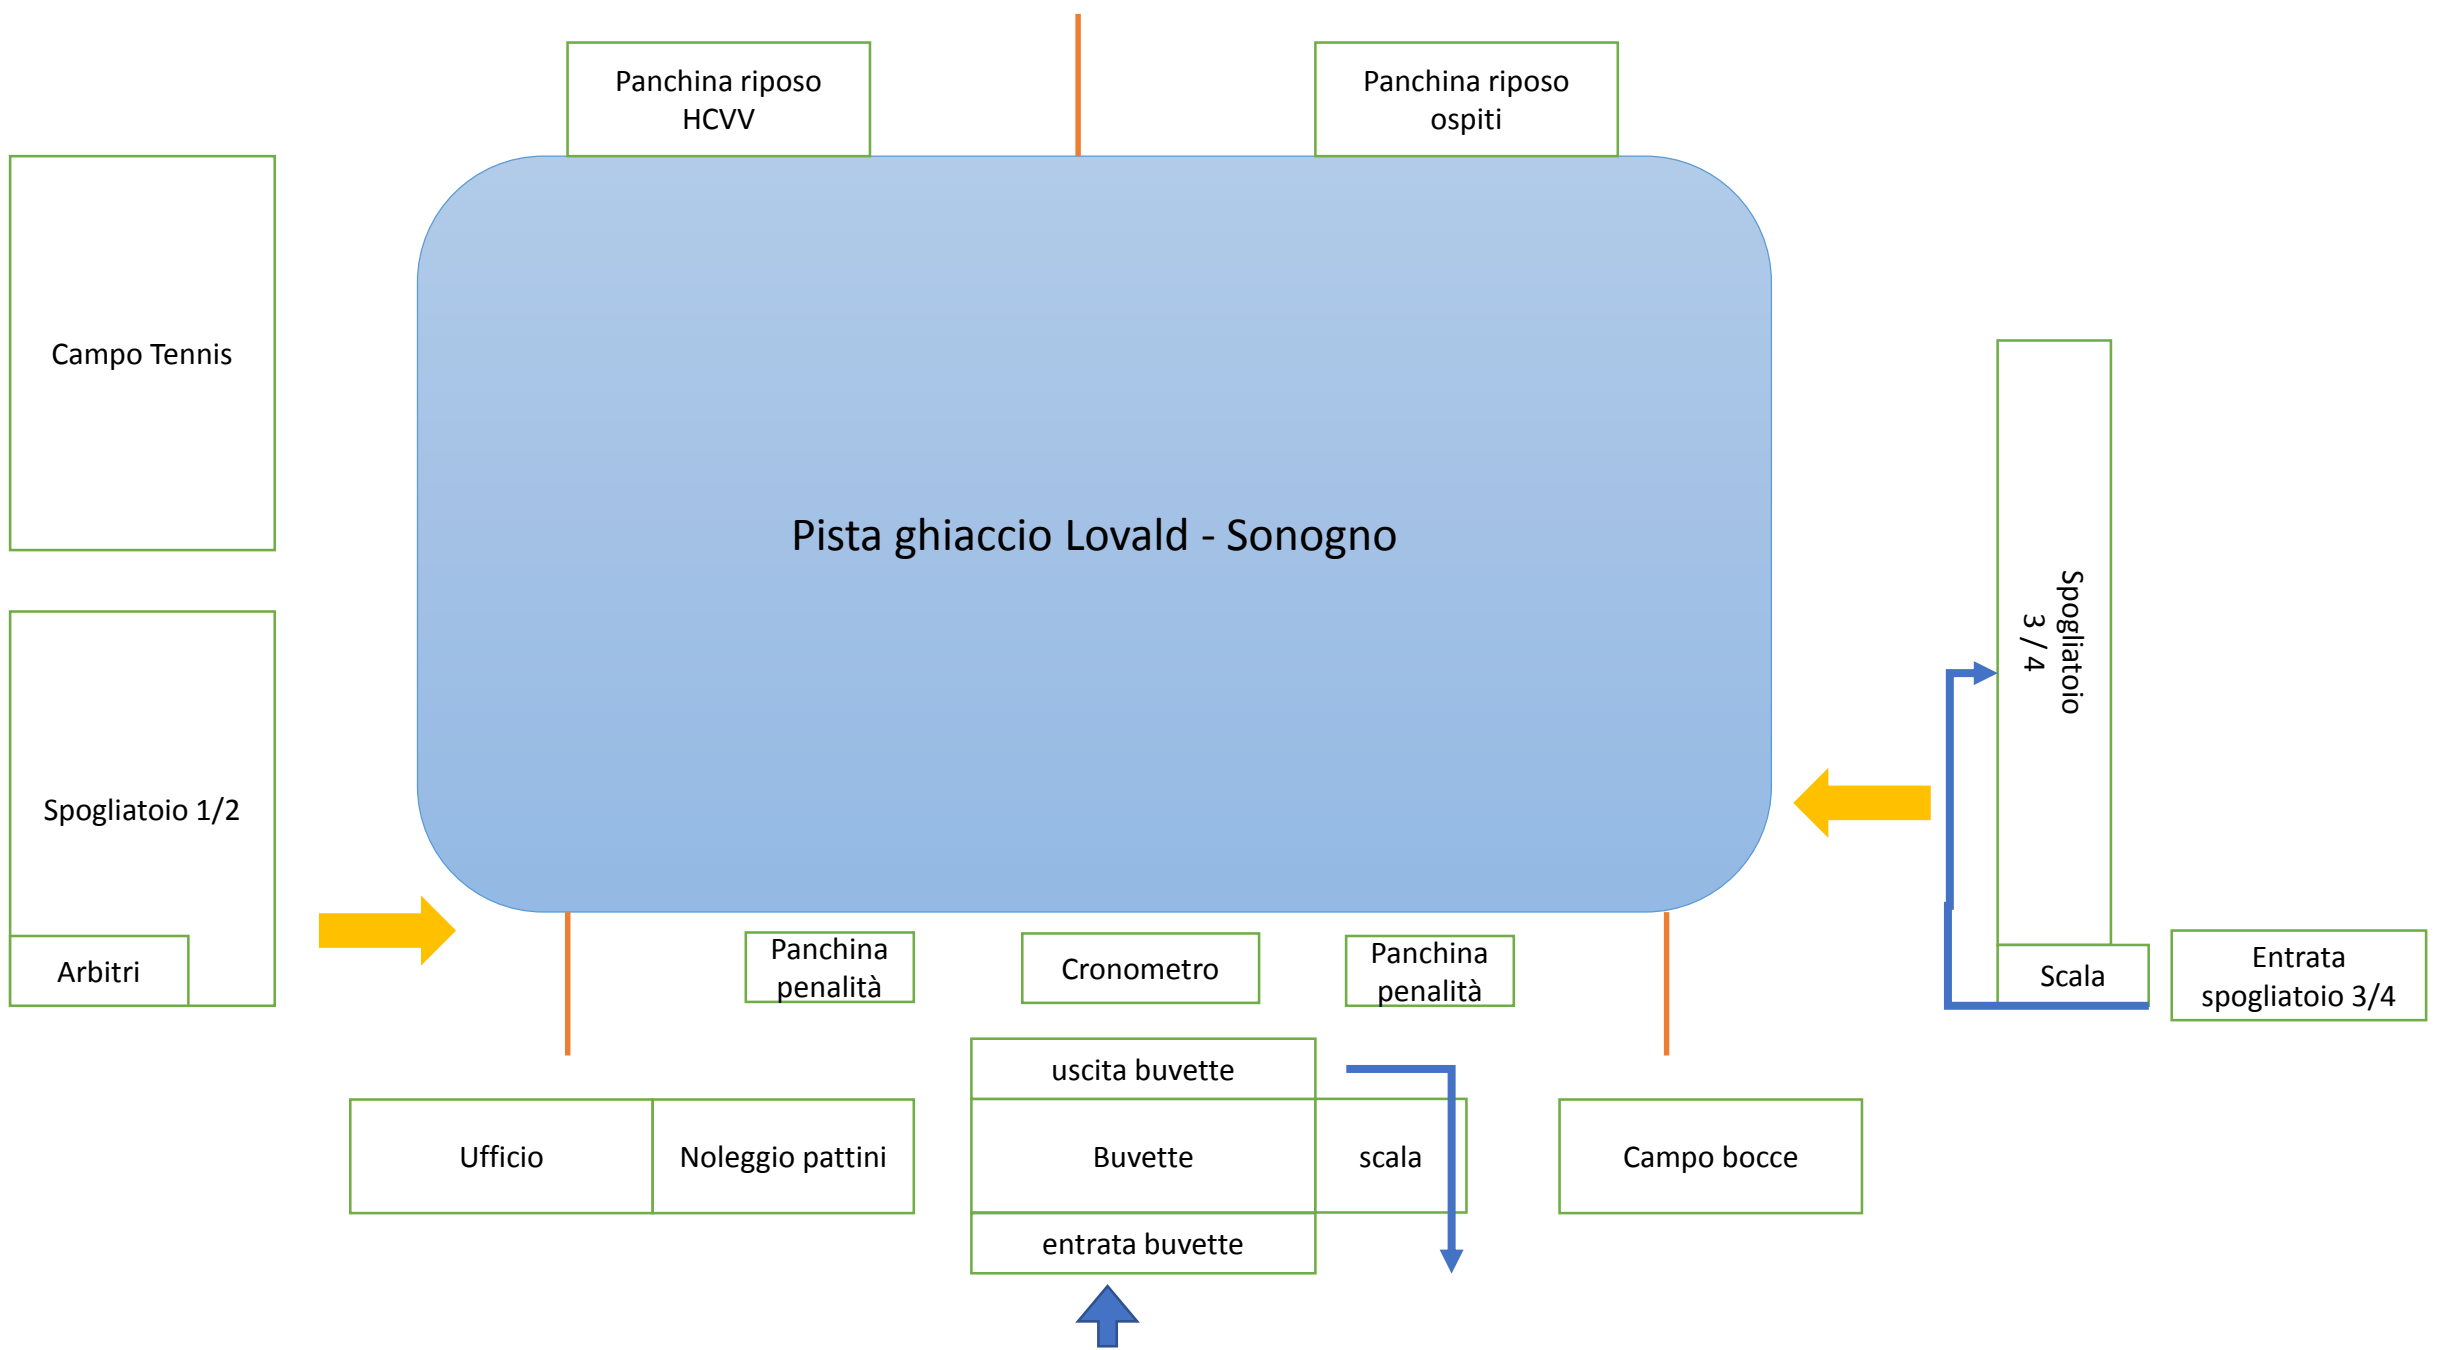 Panchina riposo
HCVV
Panchina riposo
ospiti
Campo Tennis
Pista ghiaccio Lovald - Sonogno
Spogliatoio
3 / 4
Spogliatoio 1/2
Arbitri
Panchina
penalità
Cronometro
Panchina
penalità
Scala
Entrata
spogliatoio 3/4
uscita buvette
Ufficio
Noleggio pattini
Buvette
scala
Campo bocce
entrata buvette